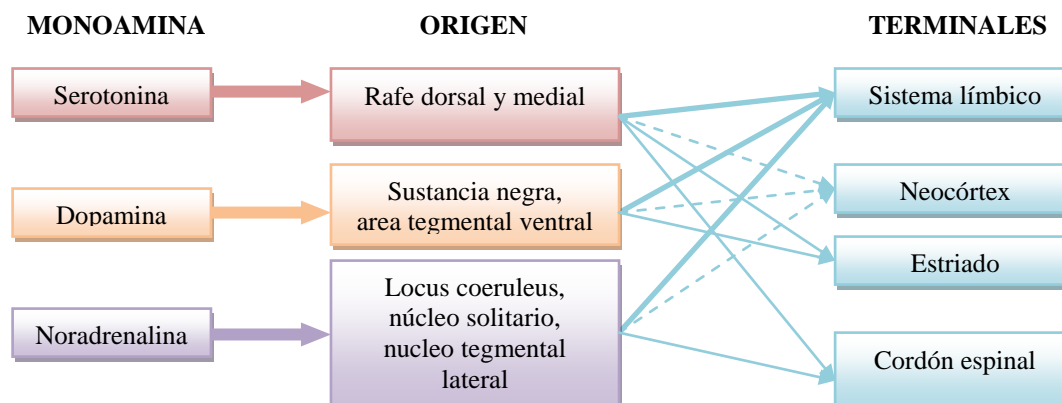 MONOAMINA
ORIGEN
TERMINALES
Serotonina
Rafe dorsal y medial
Sistema límbico
Dopamina
Sustancia negra,
area tegmental ventral
Neocórtex
Estriado
Noradrenalina
Locus coeruleus,
núcleo solitario,
nucleo tegmental
lateral
Cordón espinal